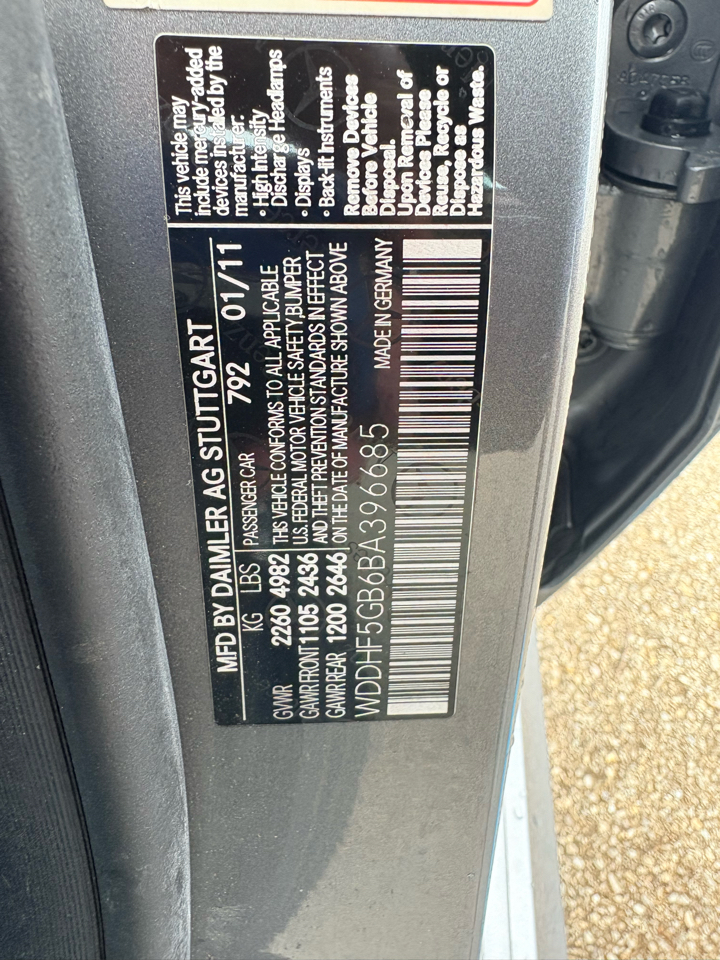 MFD BY DAIMLER AG STUTTGART
KG LBS PASSENGER CAR 792 01/11
GVWR 2260 4982 THIS VEHICLE CONFORMS TO ALL APPLICABLE
GAWR FRONT 1105 2436 U.S. FEDERAL MOTOR VEHICLE SAFETY,BUMPER
AND THEFT PREVENTION STANDARDS IN EFFECT
GAWR REAR 1200 2646 ON THE DATE OF MANUFACTURE SHOWN ABOVE
WDDHF5GB6BA396685 MADE IN GERMANY
This vehicle may
include mercury-added
devices installed by the
manufacturer:
• High Intensity
Discharge Headlamps
• Displays
• Back-lit Instruments
Remove Devices
Before Vehicle
Disposal.
Upon Removal of
Devices Please
Reuse, Recycle or
Dispose as
Hazardous Waste.